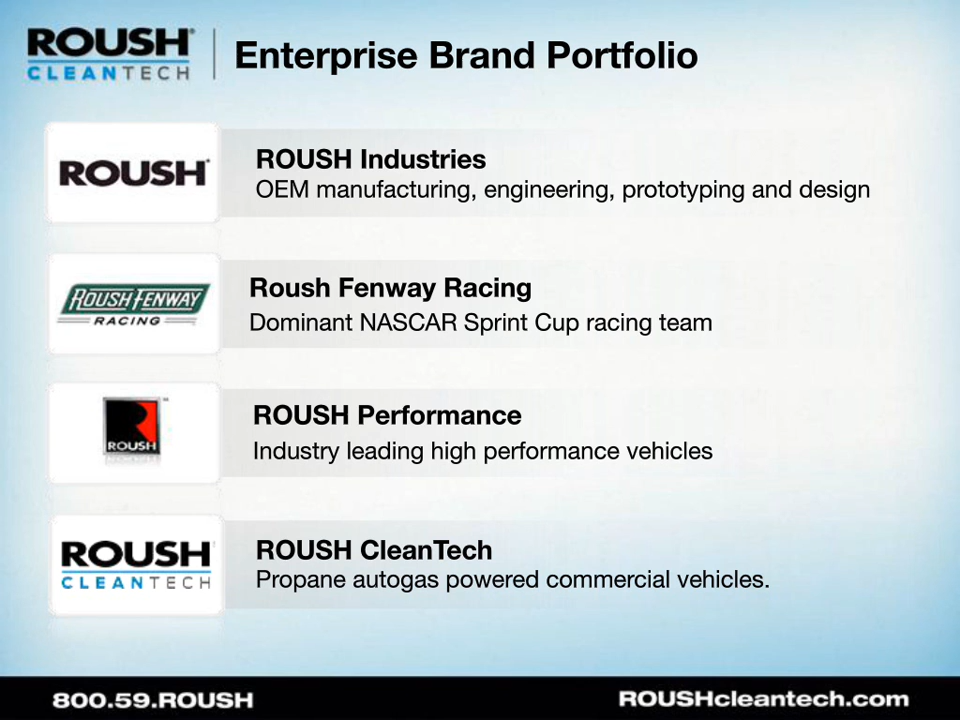 ROUSH
CLEANTECH
Enterprise Brand Portfolio
ROUSH
ROUSH Industries
OEM manufacturing, engineering, prototyping and design
ROUSH FENWAY
RACING
Roush Fenway Racing
Dominant NASCAR Sprint Cup racing team
ROUSH
ROUSH Performance
Industry leading high performance vehicles
ROUSH
CLEANTECH
ROUSH CleanTech
Propane autogas powered commercial vehicles.
800.59.ROUSH
ROUSHcleantech.com